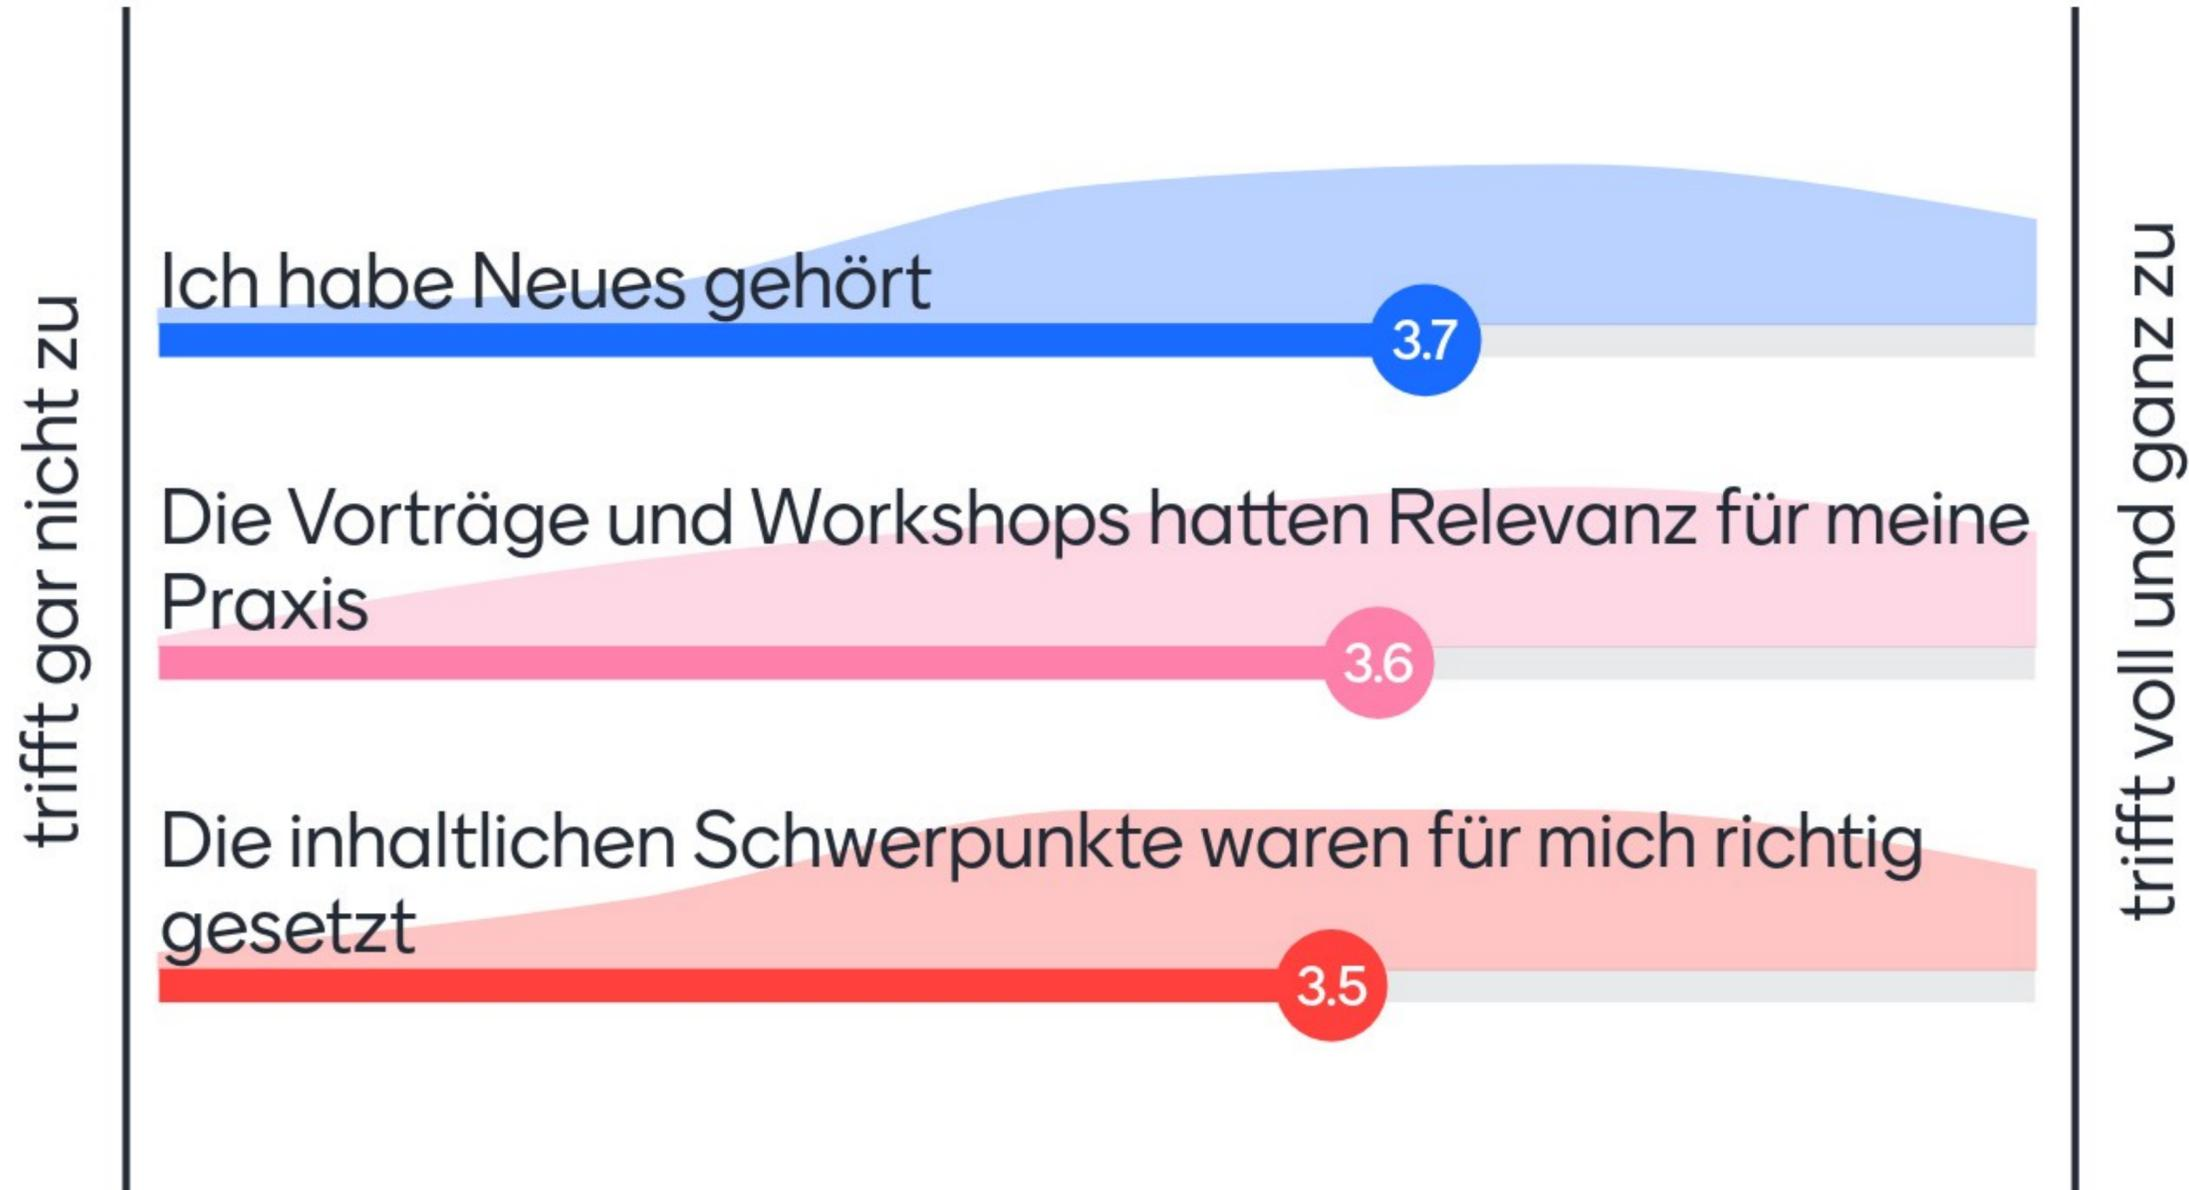 trifft gar nicht zu
Ich habe Neues gehört
3.7
Die Vorträge und Workshops hatten Relevanz für meine
Praxis
3.6
Die inhaltlichen Schwerpunkte waren für mich richtig
gesetzt
3.5
trifft voll und ganz zu